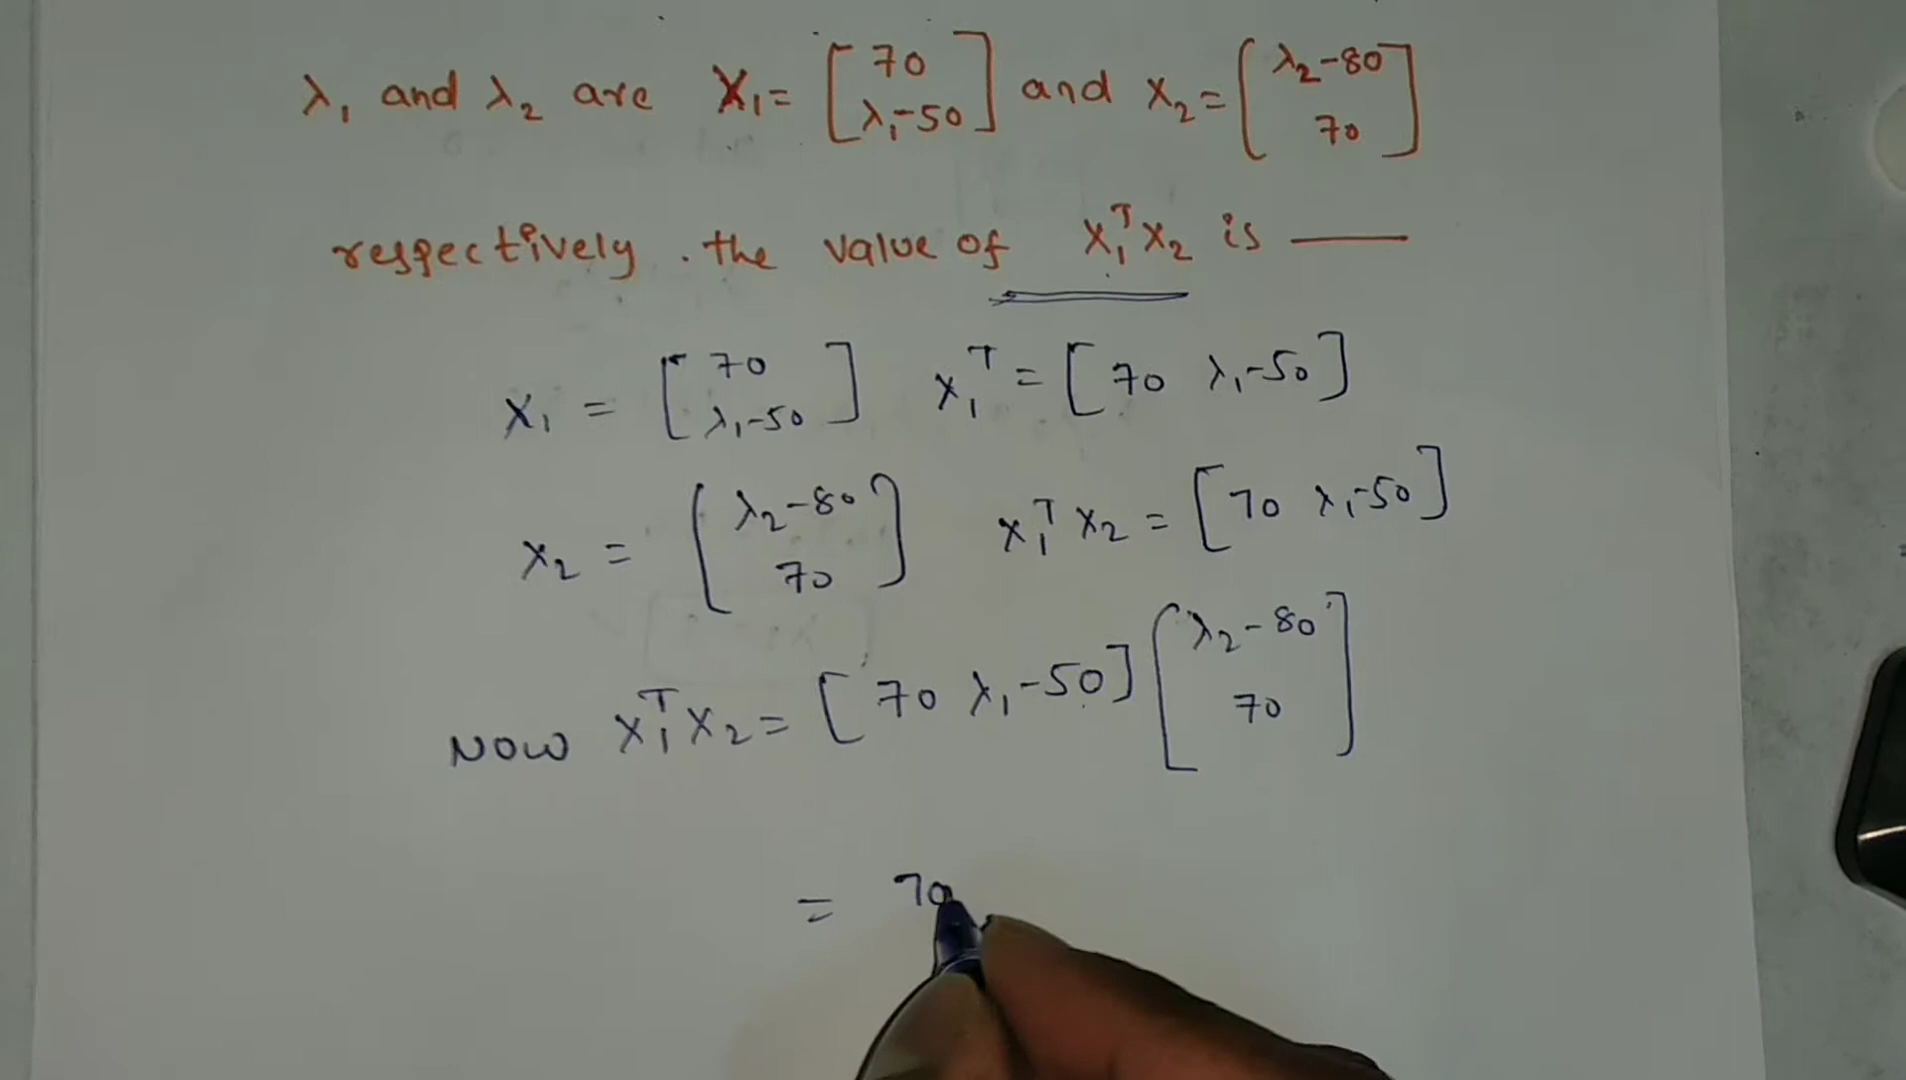 λ₁ and λ₂ are X₁= [70 λ₁-50] and X₂= [λ₂-80 70]
respectively . the value of X₁ᵀX₂ is ——
X₁ = [70 λ₁-50] X₁ᵀ = [70 λ₁-50]
X₂ = [λ₂-80 70] X₁ᵀ X₂ = [70 λ₁-50]
NOW X₁ᵀX₂= [70 λ₁-50] [λ₂-80 70]
= 70